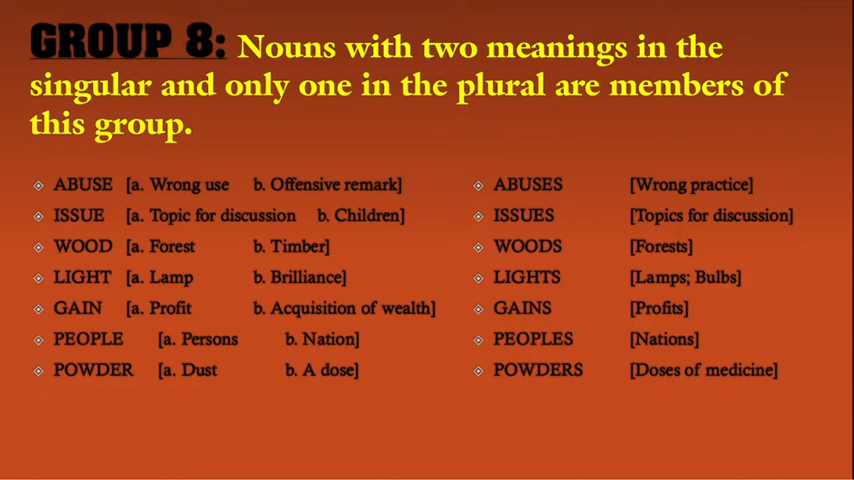 GROUP 8: Nouns with two meanings in the
singular and only one in the plural are members of
this group.
ABUSE [a. Wrong use b. Offensive remark]
ISSUE [a. Topic for discussion b. Children]
WOOD [a. Forest b. Timber]
LIGHT [a. Lamp b. Brilliance]
GAIN [a. Profit b. Acquisition of wealth]
PEOPLE [a. Persons b. Nation]
POWDER [a. Dust b. A dose]
ABUSES [Wrong practice]
ISSUES [Topics for discussion]
WOODS [Forests]
LIGHTS [Lamps; Bulbs]
GAINS [Profits]
PEOPLES [Nations]
POWDERS [Doses of medicine]